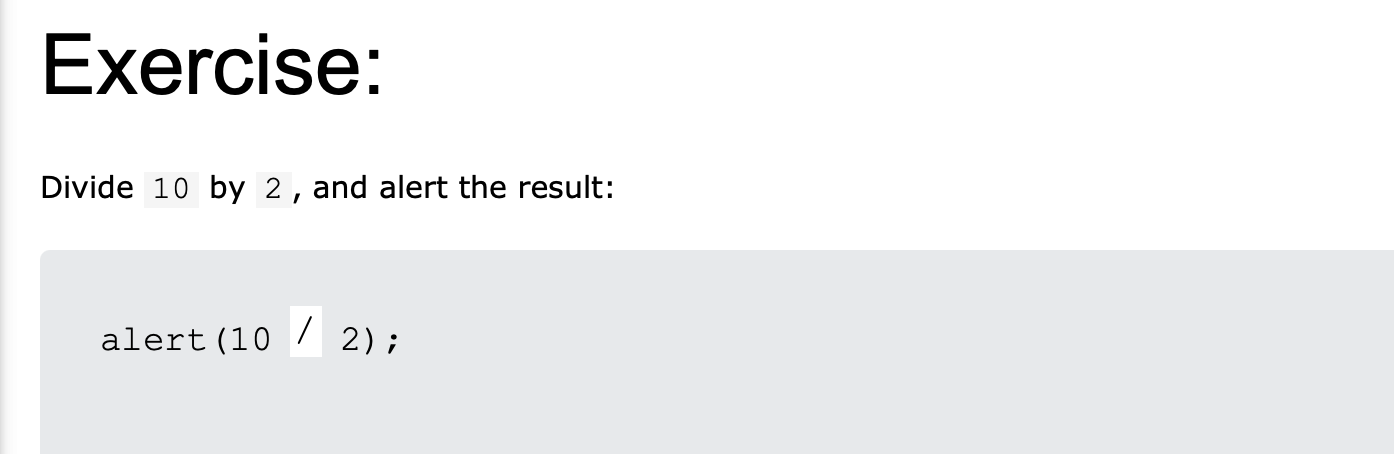 Exercise:
Divide 10 by 2, and alert the result:
alert(10 / 2);